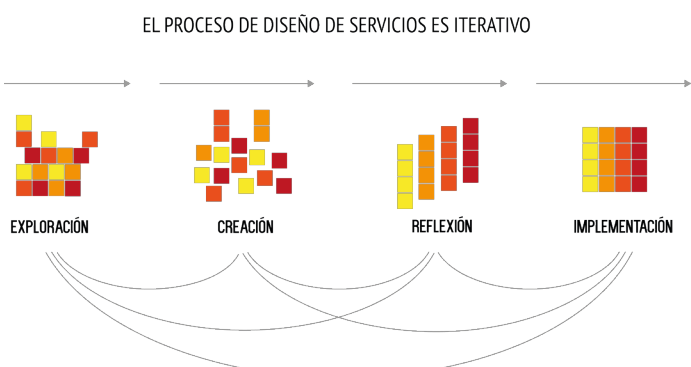 EL PROCESO DE DISEÑO DE SERVICIOS ES ITERATIVO
EXPLORACIÓN
CREACIÓN
REFLEXIÓN
IMPLEMENTACIÓN